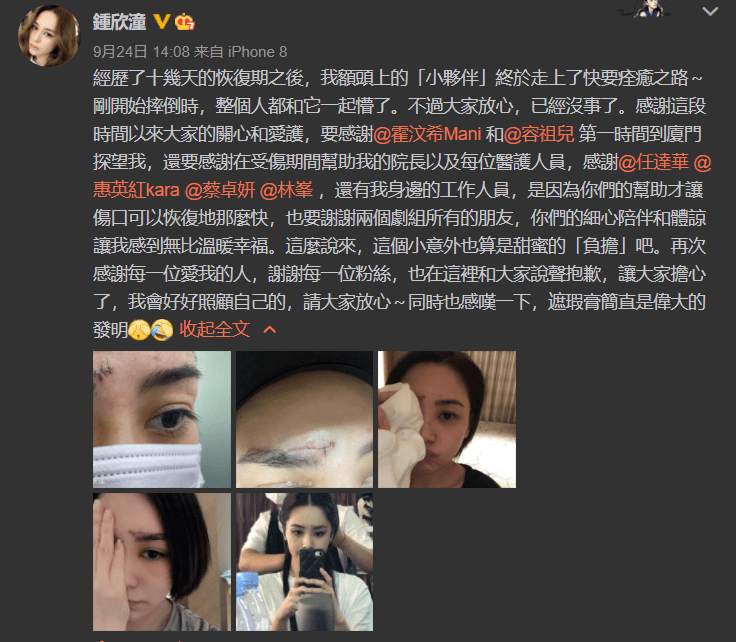 鍾欣潼
9月24日 14:08 来自 iPhone 8
經歷了十幾天的恢復期之後，我額頭上的「小夥伴」終於走上了快要痊癒之路～
剛開始摔倒時，整個人都和它一起懵了。不過大家放心，已經沒事了。感謝這段
時間以來大家的關心和愛護，要感謝@霍汶希Mani 和@容祖兒 第一時間到廈門
探望我，還要感謝在受傷期間幫助我的院長以及每位醫護人員，感謝@任達華 @
惠英紅kara @蔡卓妍 @林峯 ，還有我身邊的工作人員，是因為你們的幫助才讓
傷口可以恢復地那麼快，也要謝謝兩個劇組所有的朋友，你們的細心陪伴和體諒
讓我感到無比溫暖幸福。這麼說來，這個小意外也算是甜蜜的「負擔」吧。再次
感謝每一位愛我的人，謝謝每一位粉絲，也在這裡和大家說聲抱歉，讓大家擔心
了，我會好好照顧自己的，請大家放心～同時也感嘆一下，遮瑕膏簡直是偉大的
發明 收起全文